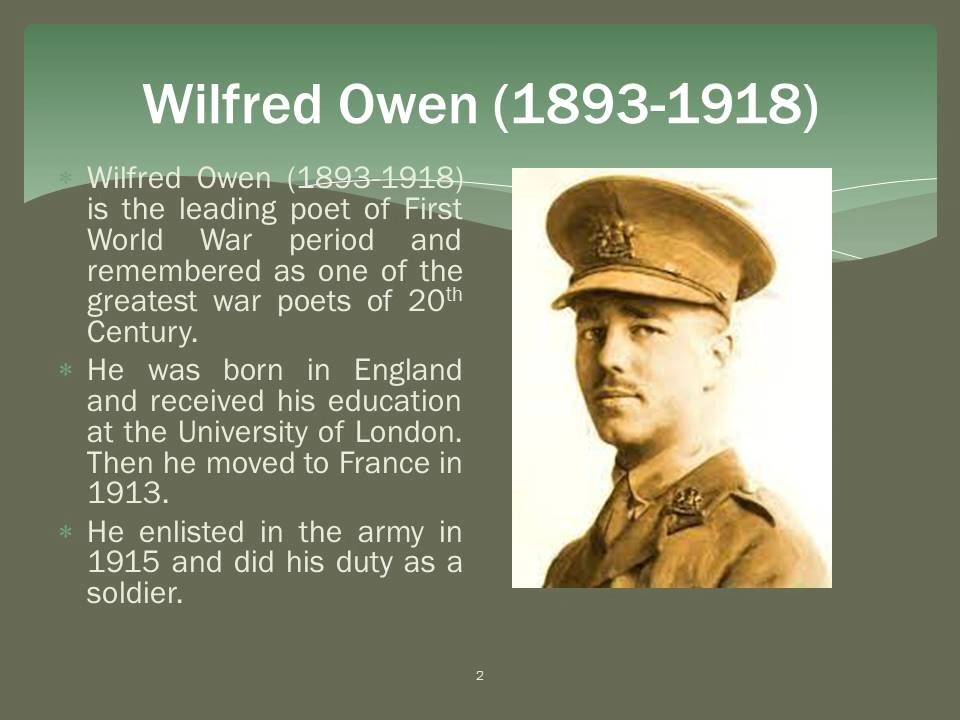 Wilfred Owen (1893-1918)
* Wilfred Owen (1893-1918)
is the leading poet of First
World War period and
remembered as one of the
greatest war poets of 20th
Century.
* He was born in England
and received his education
at the University of London.
Then he moved to France in
1913.
* He enlisted in the army in
1915 and did his duty as a
soldier.
2